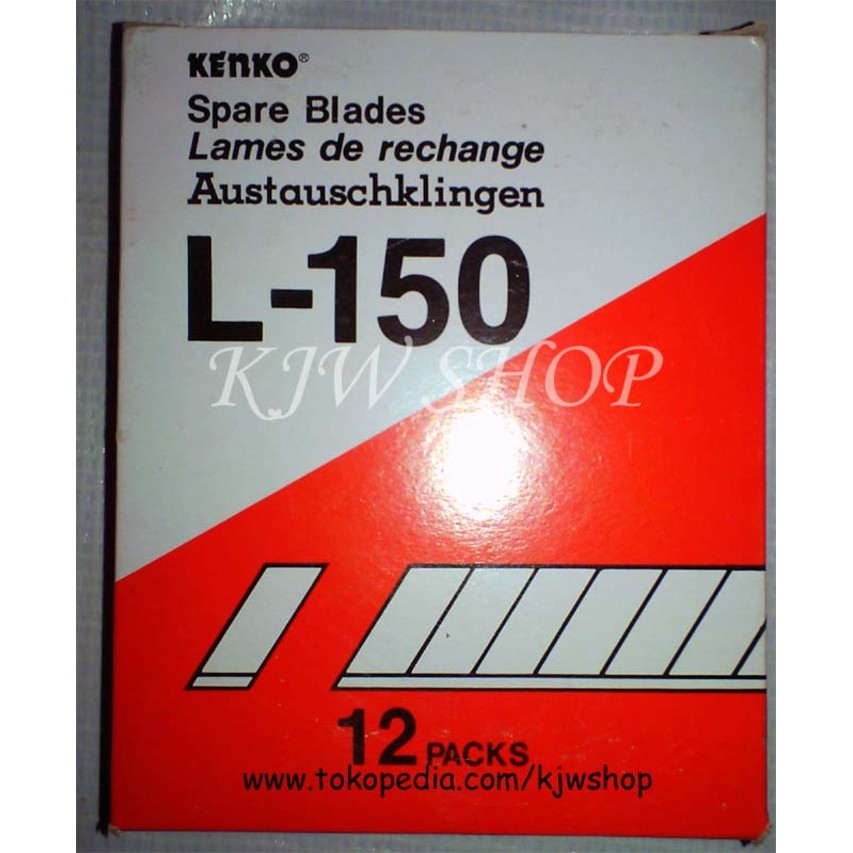 KENKO®
Spare Blades
Lames de rechange
Austauschklingen
L-150
KJW SHOP
12 PACKS
www.tokopedia.com/kjwshop